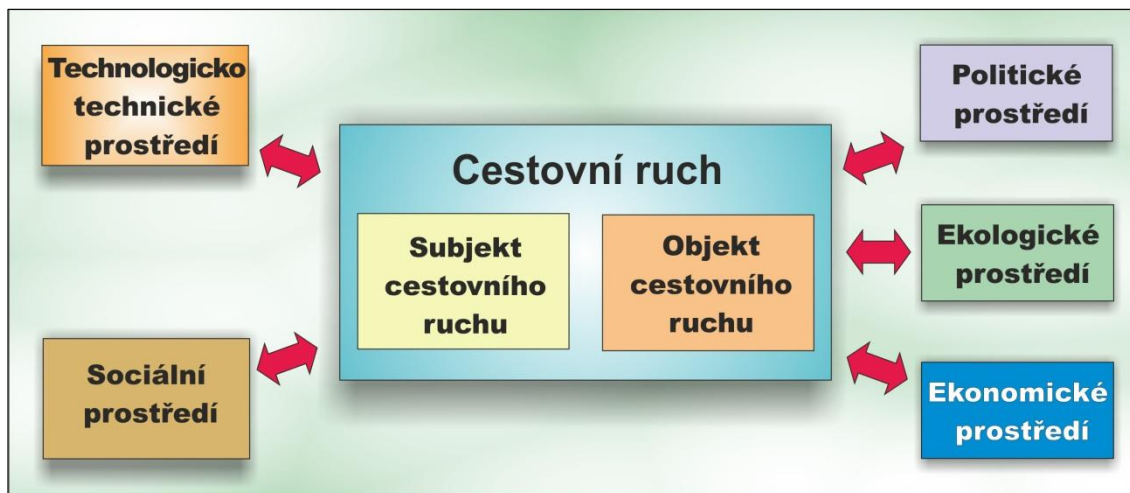 Technologicko
technické
prostředí
Politické
prostředí
Cestovní ruch
Subjekt
cestovního
ruchu
Objekt
cestovního
ruchu
Ekologické
prostředí
Sociální
prostředí
Ekonomické
prostředí